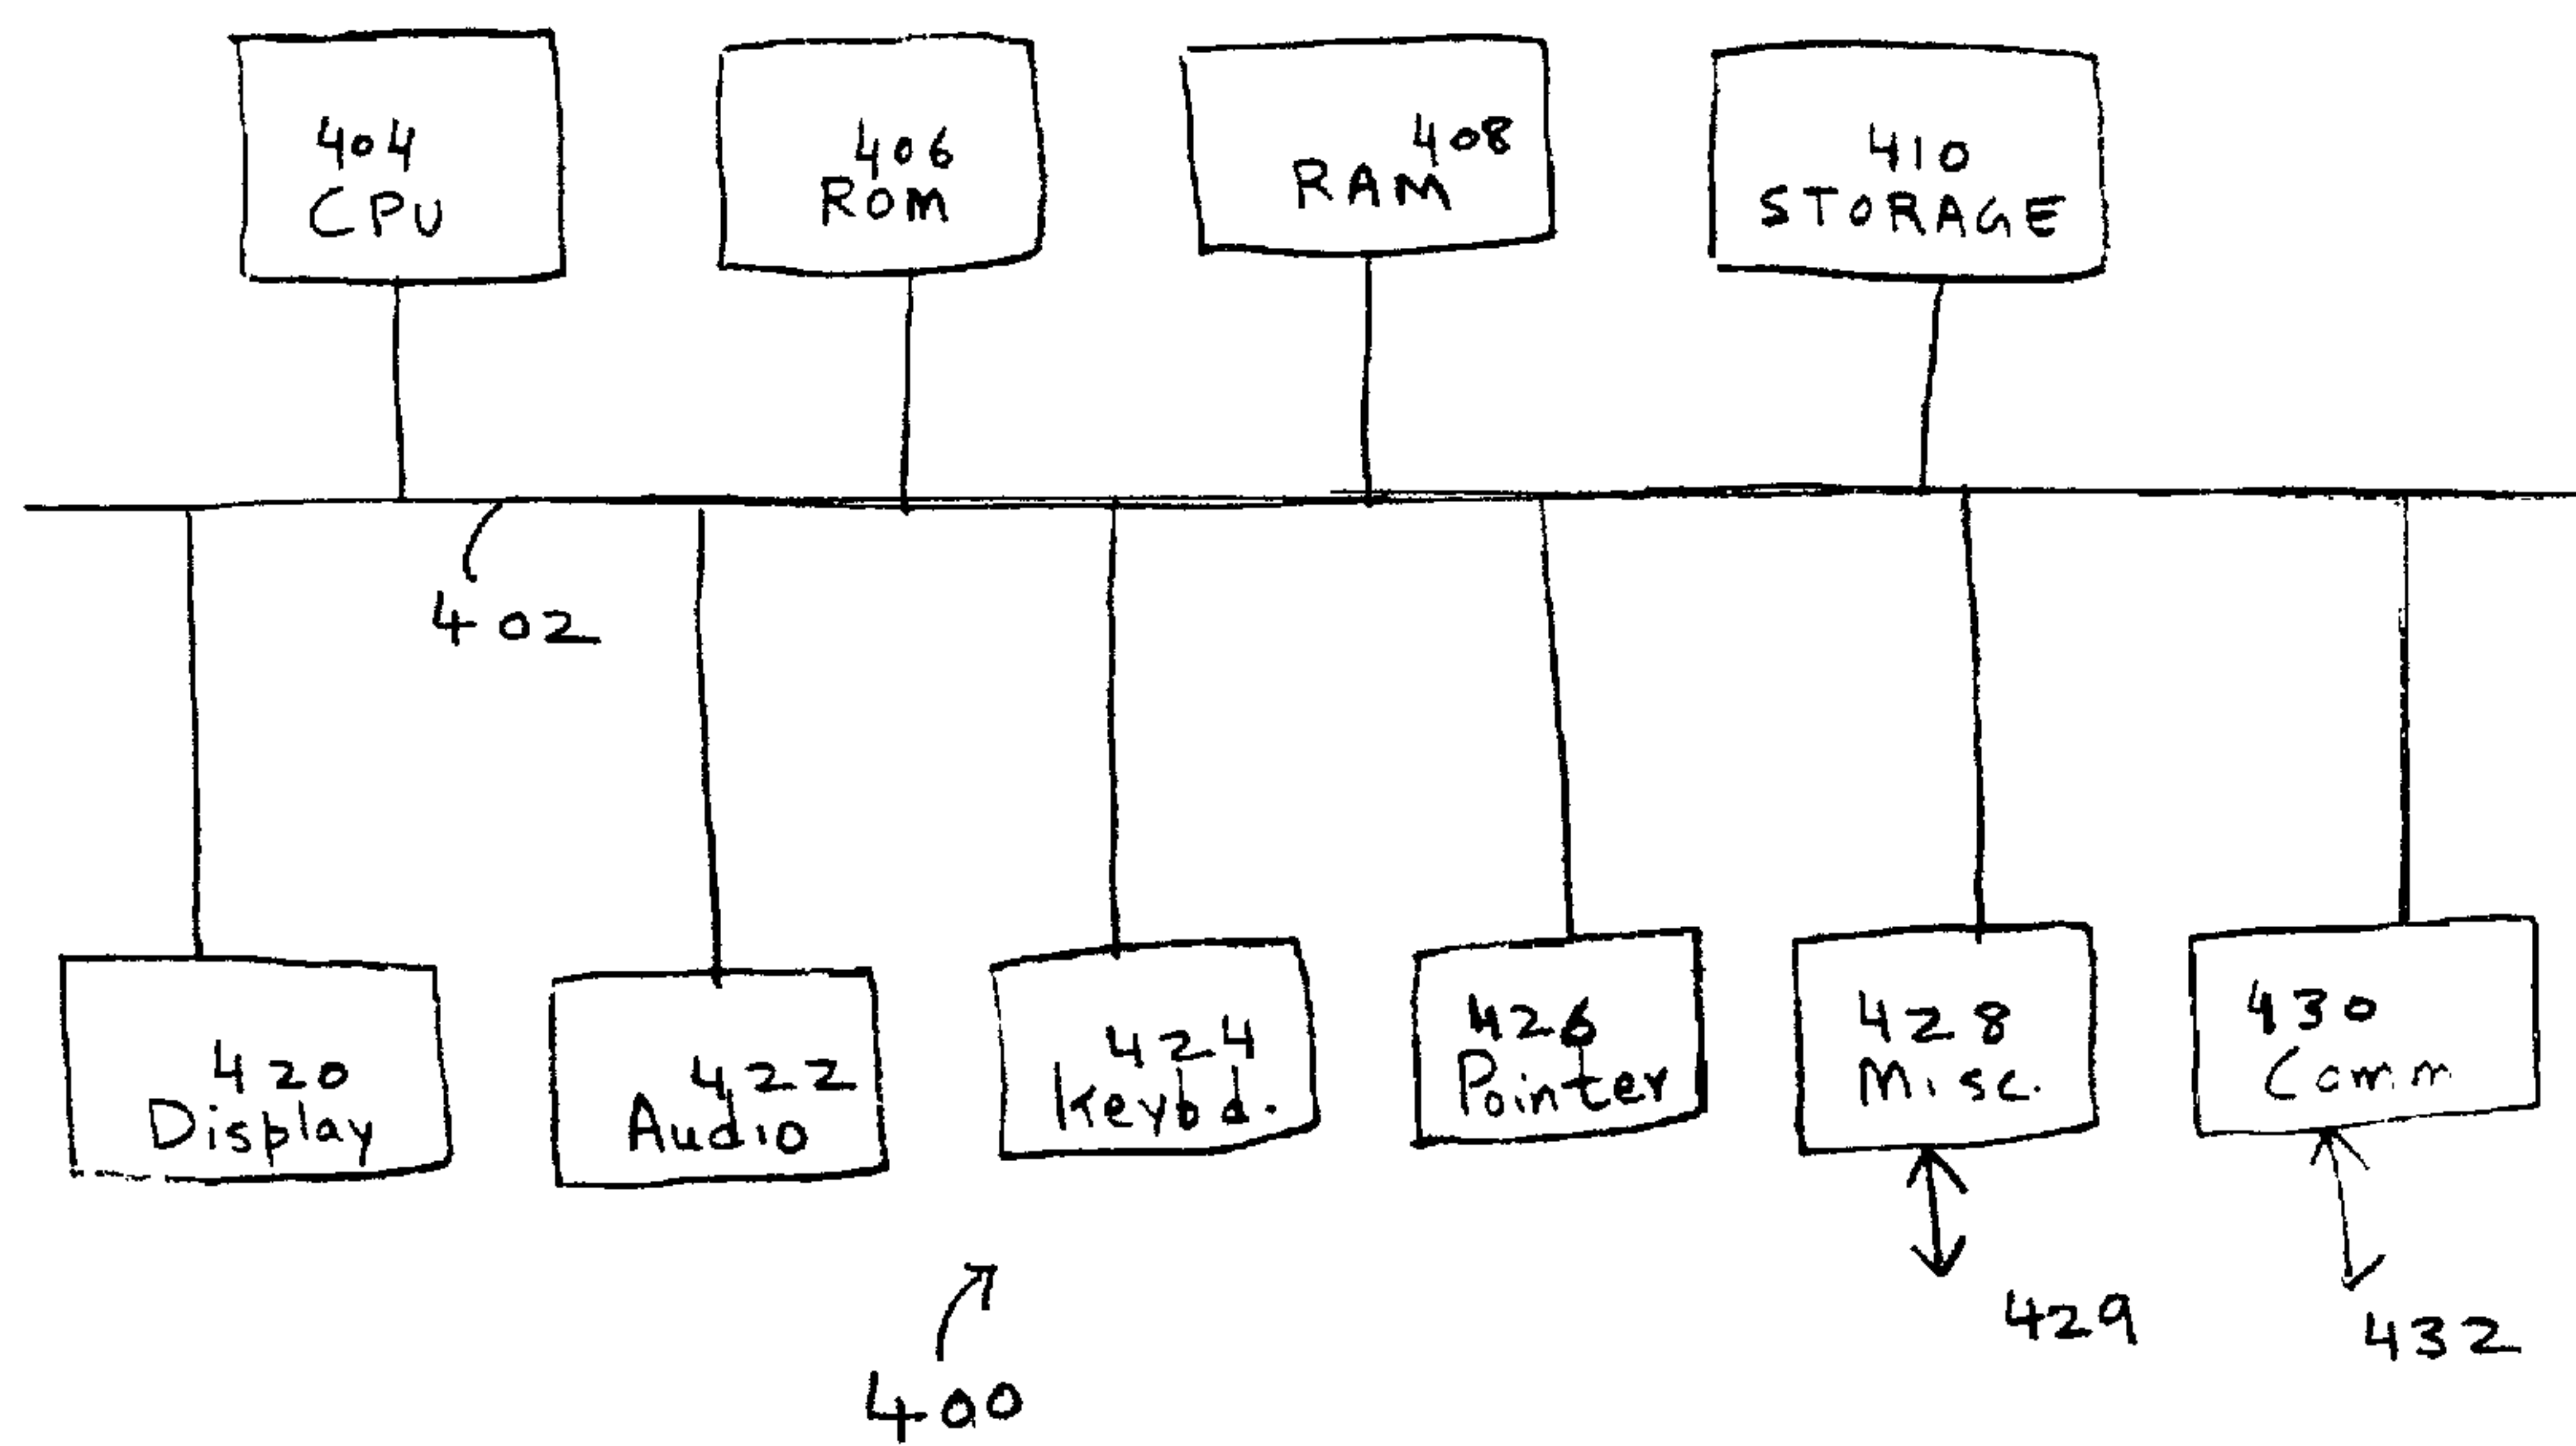 404
CPU
406
ROM
408
RAM
410
STORAGE
402
420
Display
422
Audio
424
Keybd.
426
Pointer
428
Misc.
430
Comm
429
432
400